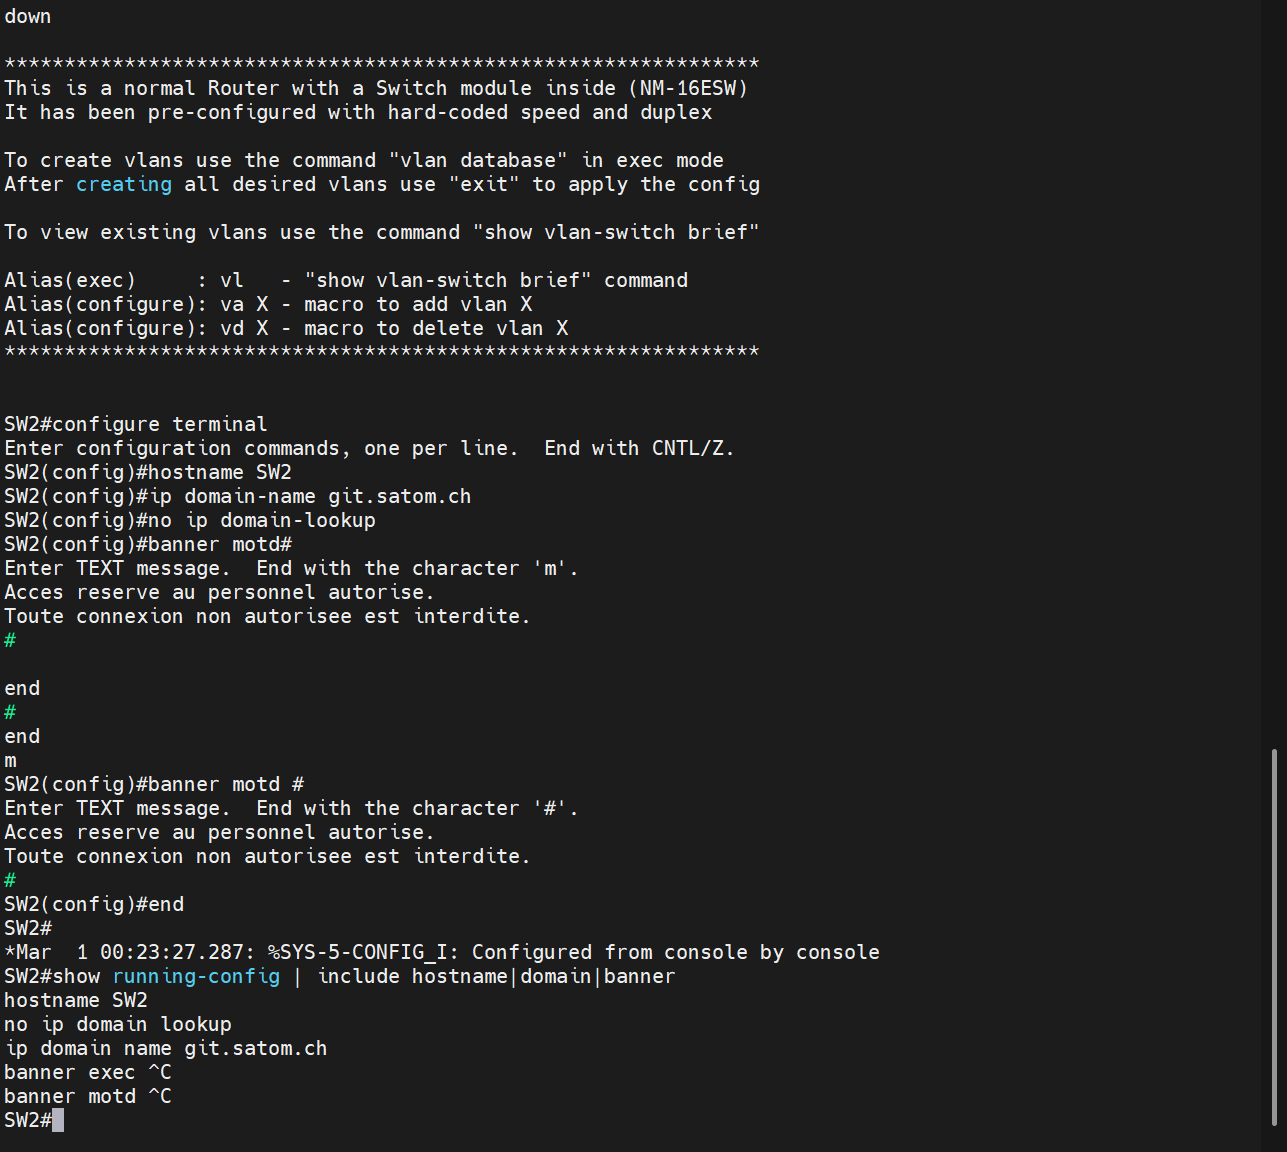 down
***************************************************************
This is a normal Router with a Switch module inside (NM-16ESW)
It has been pre-configured with hard-coded speed and duplex
To create vlans use the command "vlan database" in exec mode
After creating all desired vlans use "exit" to apply the config
To view existing vlans use the command "show vlan-switch brief"
Alias(exec)     : vl   - "show vlan-switch brief" command
Alias(configure): va X - macro to add vlan X
Alias(configure): vd X - macro to delete vlan X
***************************************************************
SW2#configure terminal
Enter configuration commands, one per line.  End with CNTL/Z.
SW2(config)#hostname SW2
SW2(config)#ip domain-name git.satom.ch
SW2(config)#no ip domain-lookup
SW2(config)#banner motd#
Enter TEXT message.  End with the character 'm'.
Acces reserve au personnel autorise.
Toute connexion non autorisee est interdite.
#
end
#
end
m
SW2(config)#banner motd #
Enter TEXT message.  End with the character '#'.
Acces reserve au personnel autorise.
Toute connexion non autorisee est interdite.
#
SW2(config)#end
SW2#
*Mar  1 00:23:27.287: %SYS-5-CONFIG_I: Configured from console by console
SW2#show running-config | include hostname|domain|banner
hostname SW2
no ip domain lookup
ip domain name git.satom.ch
banner exec ^C
banner motd ^C
SW2#